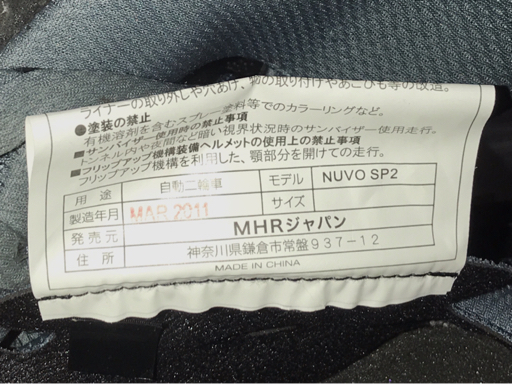 ライナーの取り外しや穴あけ、物の取り付けやあごひも等の改造。
●塗装の禁止
有機溶剤を含むスプレー塗料等でのカラーリングなど。
■サンバイザー使用時の禁止事項
トンネル内や夜間など暗い視界状況時のサンバイザー使用走行。
■フリップアップ機構装備ヘルメットの使用上の禁止事項
フリップアップ機構を利用した、顎部分を開けての走行。
用途 自動二輪車 モデル NUVO SP2
製造年月 MAR.2011 サイズ
発売元 MHRジャパン
住所 神奈川県鎌倉市常盤937-12
MADE IN CHINA